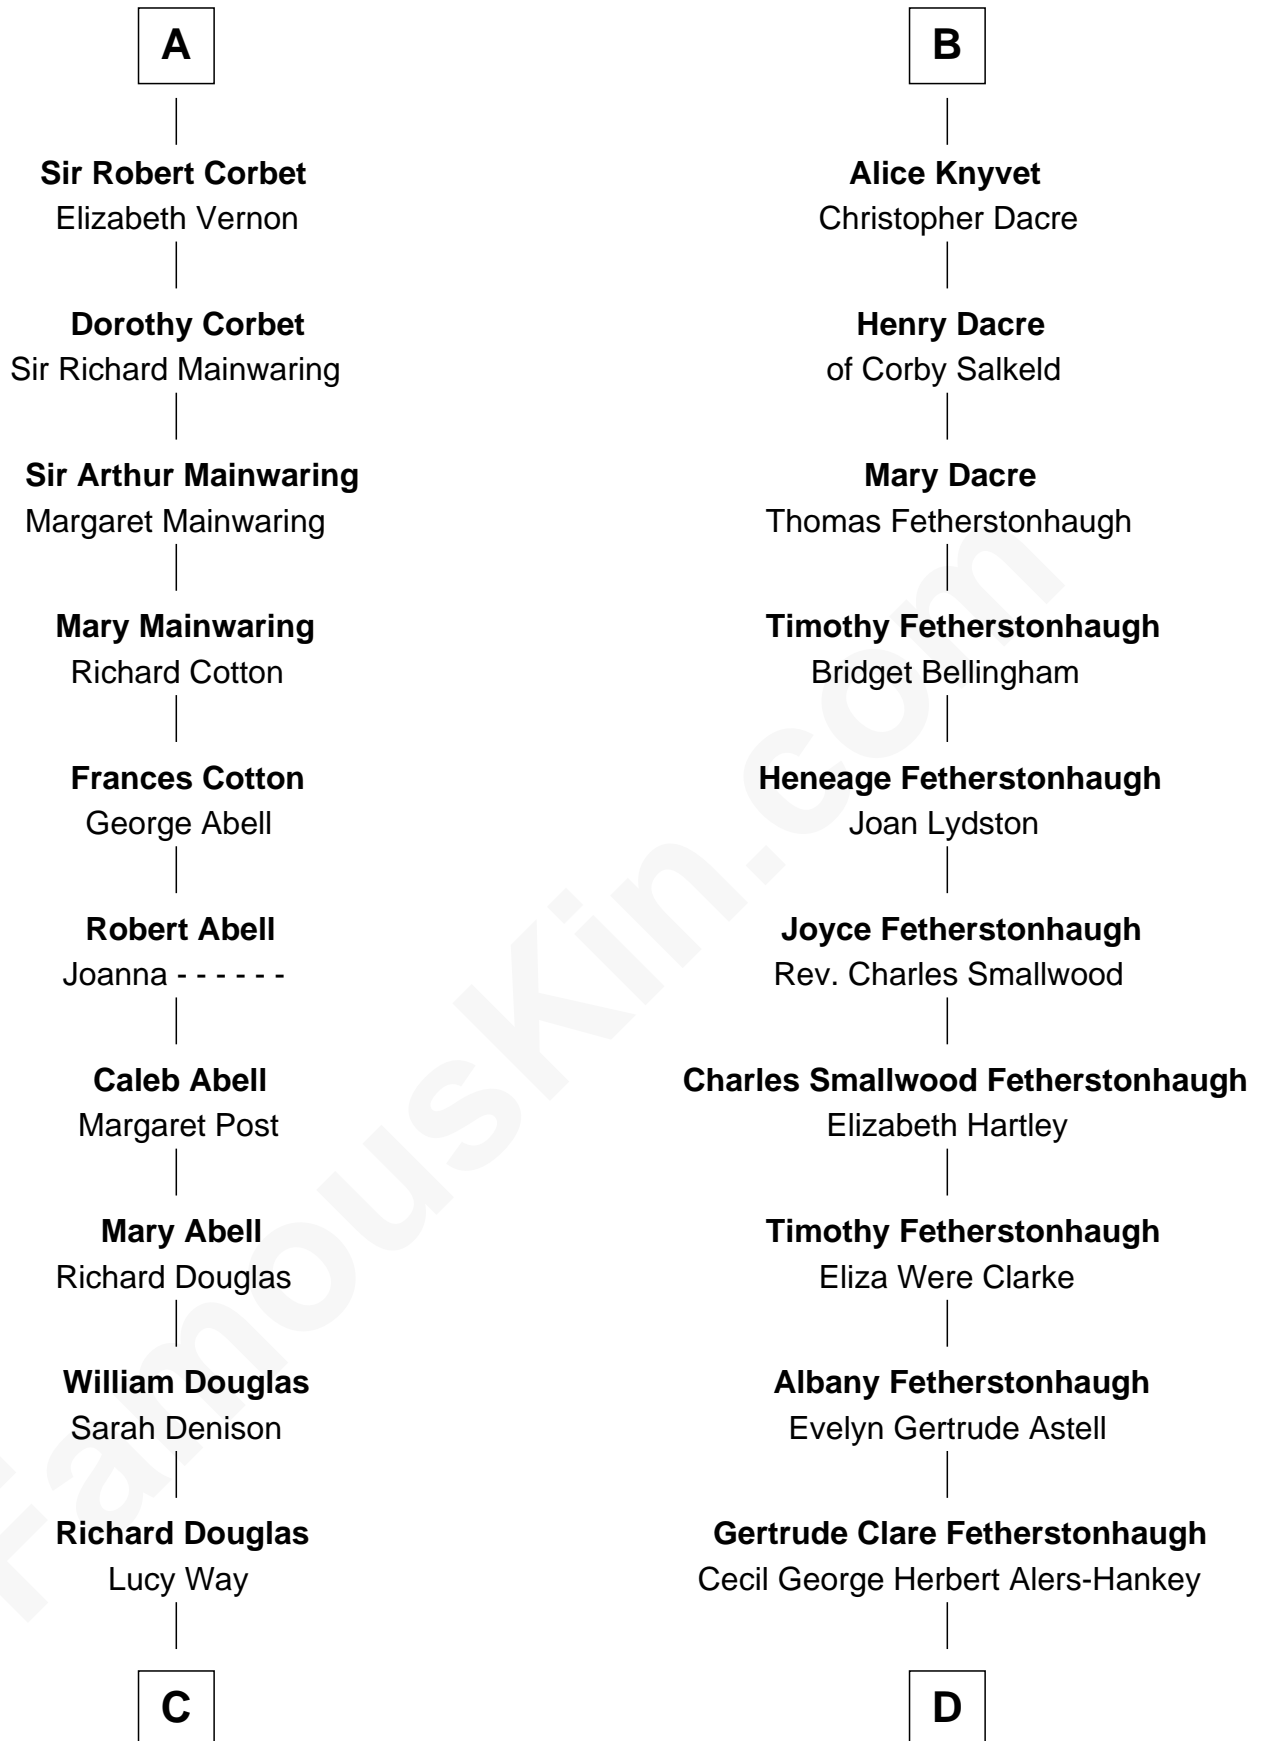 A
Sir Robert Corbet
Elizabeth Vernon
Dorothy Corbet
Sir Richard Mainwaring
Sir Arthur Mainwaring
Margaret Mainwaring
Mary Mainwaring
Richard Cotton
Frances Cotton
George Abell
Robert Abell
Joanna - - - - - -
Caleb Abell
Margaret Post
Mary Abell
Richard Douglas
William Douglas
Sarah Denison
Richard Douglas
Lucy Way
C
B
Alice Knyvet
Christopher Dacre
Henry Dacre
of Corby Salkeld
Mary Dacre
Thomas Fetherstonhaugh
Timothy Fetherstonhaugh
Bridget Bellingham
Heneage Fetherstonhaugh
Joan Lydston
Joyce Fetherstonhaugh
Rev. Charles Smallwood
Charles Smallwood Fetherstonhaugh
Elizabeth Hartley
Timothy Fetherstonhaugh
Eliza Were Clarke
Albany Fetherstonhaugh
Evelyn Gertrude Astell
Gertrude Clare Fetherstonhaugh
Cecil George Herbert Alers-Hankey
D
FamousKin.com